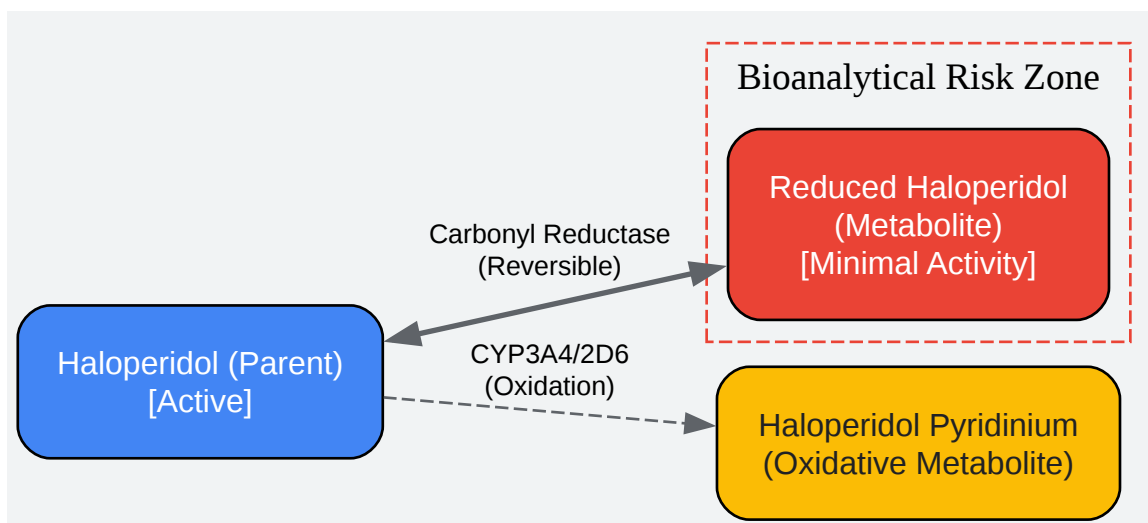 Bioanalytical Risk Zone
Reduced Haloperidol
(Metabolite)
[Minimal Activity]
Carbonyl Reductase
(Reversible)
Haloperidol (Parent)
[Active]
CYP3A4/2D6
(Oxidation)
Haloperidol Pyridinium
(Oxidative Metabolite)